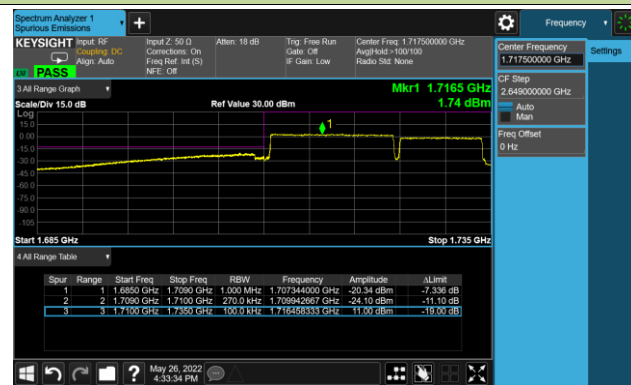 Spectrum Analyzer 1
Spurious Emissions
Frequency
KEYSIGHT
Input: RF
Coupling: DC
Align: Auto
Input Z: 50 Ω
Corrections: On
Freq Ref: Int (S)
NFE: Off
Atten: 18 dB
Trig: Free Run
Gate: Off
IF Gain: Low
Center Freq: 1.717500000 GHz
Avg|Hold:>100/100
Radio Std: None
PASS
Center Frequency
1.717500000 GHz
Settings
CF Step
2.649000000 MHz
Auto
Man
Freq Offset
0 Hz
3 All Range Graph
Mkr1 1.7165 GHz
Scale/Div 15.0 dB
Ref Value 30.00 dBm
1.74 dBm
Log
15.0
0.00
-15.0
-30.0
-45.0
-60.0
-75.0
-90.0
-105
1
Start 1.685 GHz
Stop 1.735 GHz
4 All Range Table
Spur Range Start Freq Stop Freq RBW Frequency Amplitude ΔLimit
1 1 1.6850 GHz 1.7090 GHz 1.000 MHz 1.707344000 GHz -20.34 dBm -7.336 dB
2 2 1.7090 GHz 1.7100 GHz 270.0 kHz 1.709942667 GHz -24.10 dBm -11.10 dB
3 3 1.7100 GHz 1.7350 GHz 100.0 kHz 1.716458333 GHz 11.00 dBm -19.00 dB
?
May 26, 2022
4:33:34 PM